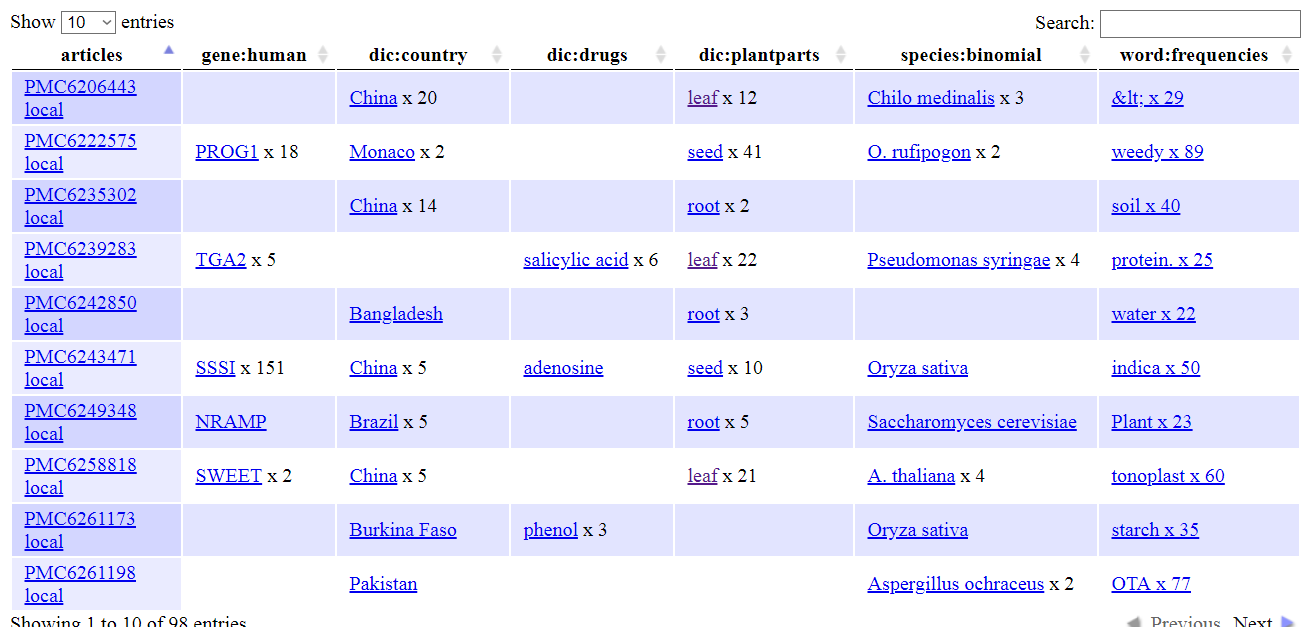 Show 10 entries Search:
articles gene:human dic:country dic:drugs dic:plantparts species:binomial word:frequencies
PMC6206443 local China x 20 leaf x 12 Chilo medinalis x 3 &lt; x 29
PMC6222575 local PROG1 x 18 Monaco x 2 seed x 41 O. rufipogon x 2 weedy x 89
PMC6235302 local China x 14 root x 2 soil x 40
PMC6239283 local TGA2 x 5 salicylic acid x 6 leaf x 22 Pseudomonas syringae x 4 protein. x 25
PMC6242850 local Bangladesh root x 3 water x 22
PMC6243471 local SSSI x 151 China x 5 adenosine seed x 10 Oryza sativa indica x 50
PMC6249348 local NRAMP Brazil x 5 root x 5 Saccharomyces cerevisiae Plant x 23
PMC6258818 local SWEET x 2 China x 5 leaf x 21 A. thaliana x 4 tonoplast x 60
PMC6261173 local Burkina Faso phenol x 3 Oryza sativa starch x 35
PMC6261198 local Pakistan Aspergillus ochraceus x 2 OTA x 77
Showing 1 to 10 of 98 entries Previous Next